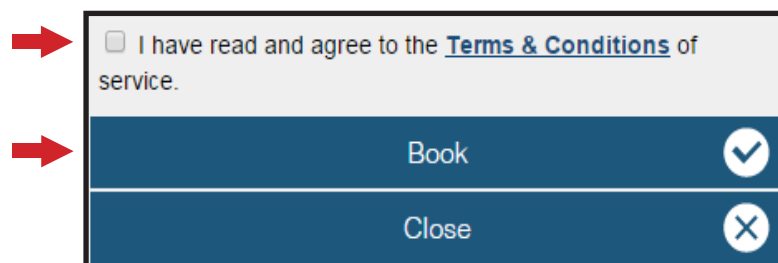 I have read and agree to the Terms & Conditions of
service.
Book
Close